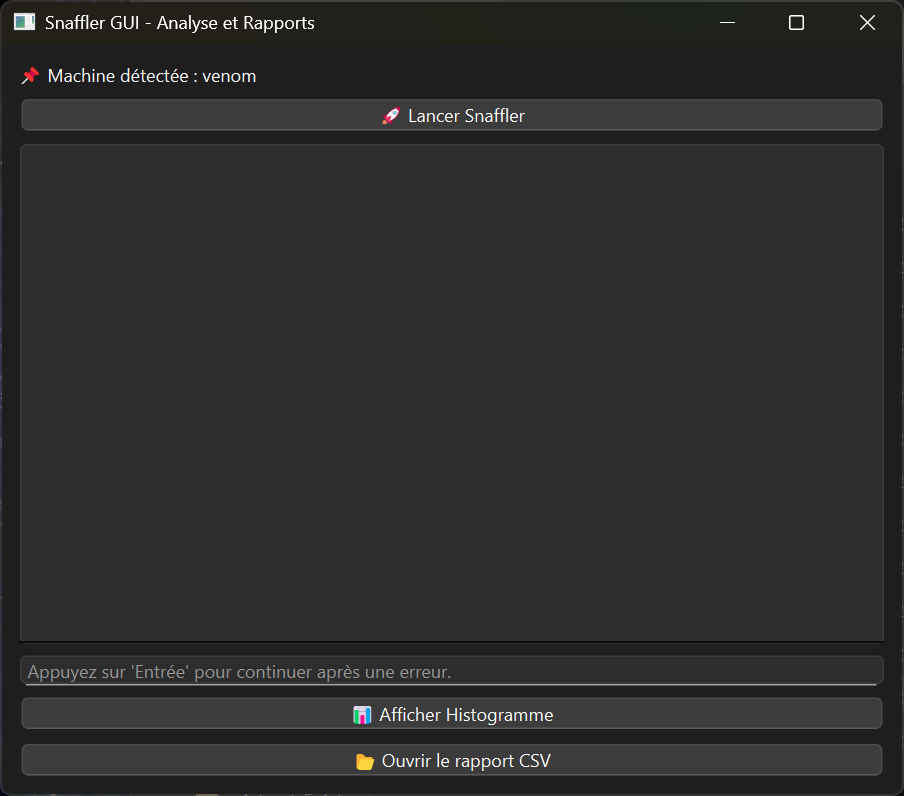 Snaffler GUI - Analyse et Rapports
📌 Machine détectée : venom
🚀 Lancer Snaffler
Appuyez sur 'Entrée' pour continuer après une erreur.
📊 Afficher Histogramme
📂 Ouvrir le rapport CSV